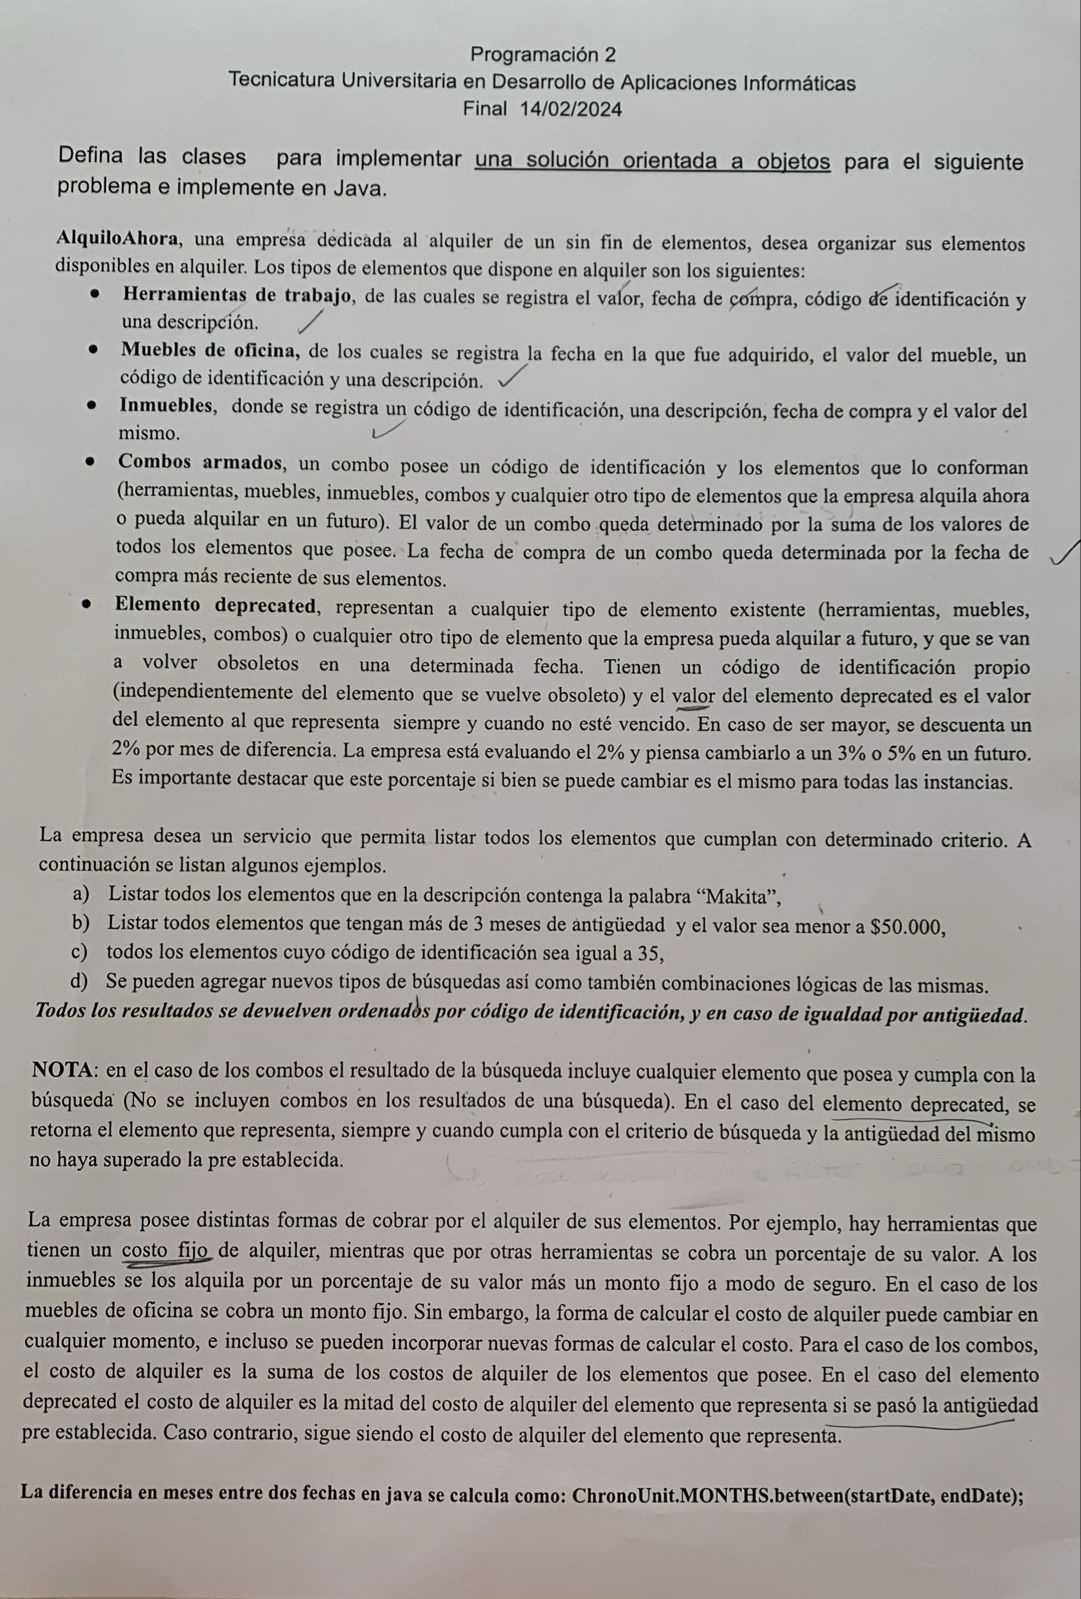 Programación 2
Tecnicatura Universitaria en Desarrollo de Aplicaciones Informáticas
Final 14/02/2024
Defina las clases para implementar una solución orientada a objetos para el siguiente
problema e implemente en Java.
AlquiloAhora, una empresa dedicada al alquiler de un sin fin de elementos, desea organizar sus elementos
disponibles en alquiler. Los tipos de elementos que dispone en alquiler son los siguientes:
● Herramientas de trabajo, de las cuales se registra el valor, fecha de compra, código de identificación y
una descripción.
● Muebles de oficina, de los cuales se registra la fecha en la que fue adquirido, el valor del mueble, un
código de identificación y una descripción.
● Inmuebles, donde se registra un código de identificación, una descripción, fecha de compra y el valor del
mismo.
● Combos armados, un combo posee un código de identificación y los elementos que lo conforman
(herramientas, muebles, inmuebles, combos y cualquier otro tipo de elementos que la empresa alquila ahora
o pueda alquilar en un futuro). El valor de un combo queda determinado por la suma de los valores de
todos los elementos que posee. La fecha de compra de un combo queda determinada por la fecha de
compra más reciente de sus elementos.
● Elemento deprecated, representan a cualquier tipo de elemento existente (herramientas, muebles,
inmuebles, combos) o cualquier otro tipo de elemento que la empresa pueda alquilar a futuro, y que se van
a volver obsoletos en una determinada fecha. Tienen un código de identificación propio
(independientemente del elemento que se vuelve obsoleto) y el valor del elemento deprecated es el valor
del elemento al que representa siempre y cuando no esté vencido. En caso de ser mayor, se descuenta un
2% por mes de diferencia. La empresa está evaluando el 2% y piensa cambiarlo a un 3% o 5% en un futuro.
Es importante destacar que este porcentaje si bien se puede cambiar es el mismo para todas las instancias.
La empresa desea un servicio que permita listar todos los elementos que cumplan con determinado criterio. A
continuación se listan algunos ejemplos.
a) Listar todos los elementos que en la descripción contenga la palabra “Makita”,
b) Listar todos elementos que tengan más de 3 meses de antigüedad y el valor sea menor a $50.000,
c) todos los elementos cuyo código de identificación sea igual a 35,
d) Se pueden agregar nuevos tipos de búsquedas así como también combinaciones lógicas de las mismas.
Todos los resultados se devuelven ordenados por código de identificación, y en caso de igualdad por antigüedad.
NOTA: en el caso de los combos el resultado de la búsqueda incluye cualquier elemento que posea y cumpla con la
búsqueda (No se incluyen combos en los resultados de una búsqueda). En el caso del elemento deprecated, se
retorna el elemento que representa, siempre y cuando cumpla con el criterio de búsqueda y la antigüedad del mismo
no haya superado la pre establecida.
La empresa posee distintas formas de cobrar por el alquiler de sus elementos. Por ejemplo, hay herramientas que
tienen un costo fijo de alquiler, mientras que por otras herramientas se cobra un porcentaje de su valor. A los
inmuebles se los alquila por un porcentaje de su valor más un monto fijo a modo de seguro. En el caso de los
muebles de oficina se cobra un monto fijo. Sin embargo, la forma de calcular el costo de alquiler puede cambiar en
cualquier momento, e incluso se pueden incorporar nuevas formas de calcular el costo. Para el caso de los combos,
el costo de alquiler es la suma de los costos de alquiler de los elementos que posee. En el caso del elemento
deprecated el costo de alquiler es la mitad del costo de alquiler del elemento que representa si se pasó la antigüedad
pre establecida. Caso contrario, sigue siendo el costo de alquiler del elemento que representa.
La diferencia en meses entre dos fechas en java se calcula como: ChronoUnit.MONTHS.between(startDate, endDate);